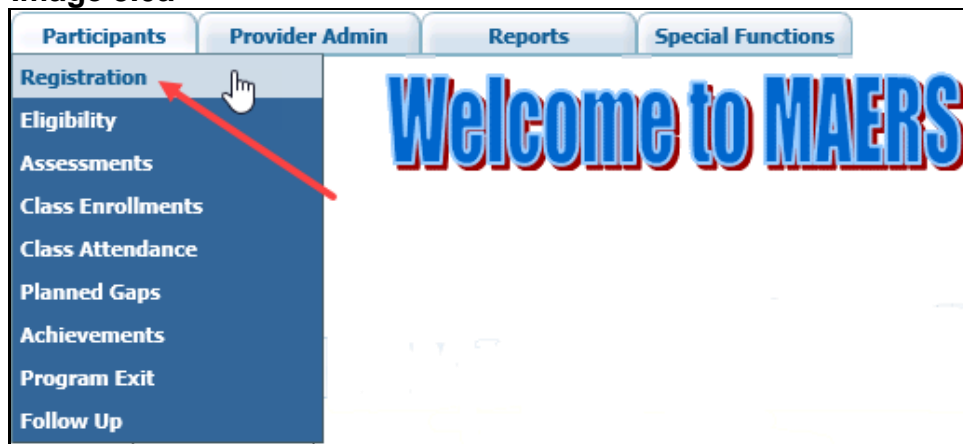 Participants Provider Admin Reports Special Functions
Registration
Welcome to MAERS
Eligibility
Assessments
Class Enrollments
Class Attendance
Planned Gaps
Achievements
Program Exit
Follow Up